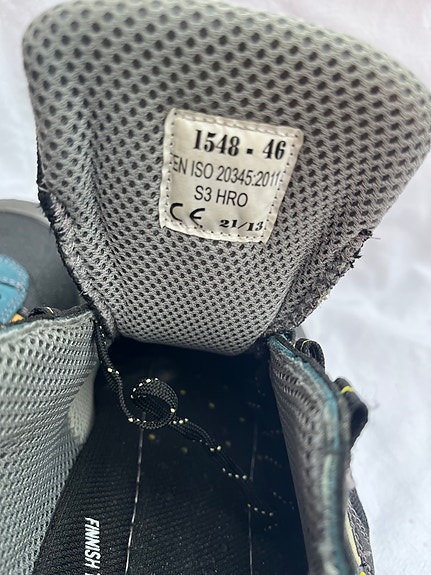 1548 - 46
EN ISO 20345:2011
S3 HRO
CE 21/13
FINNISH